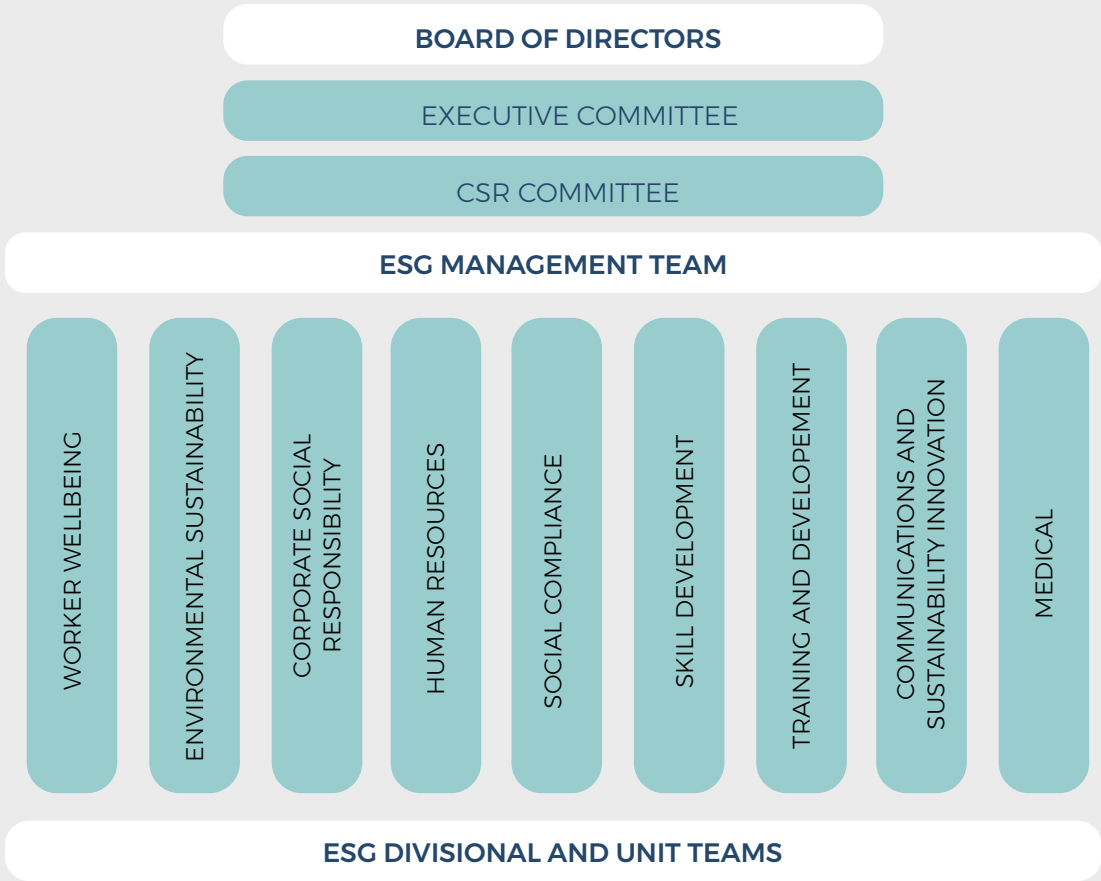 BOARD OF DIRECTORS
EXECUTIVE COMMITTEE
CSR COMMITTEE
ESG MANAGEMENT TEAM
WORKER WELLBEING
ENVIRONMENTAL SUSTAINABILITY
CORPORATE SOCIAL
RESPONSIBILITY
HUMAN RESOURCES
SOCIAL COMPLIANCE
SKILL DEVELOPMENT
TRAINING AND DEVELOPEMENT
COMMUNICATIONS AND
SUSTAINABILITY INNOVATION
MEDICAL
ESG DIVISIONAL AND UNIT TEAMS